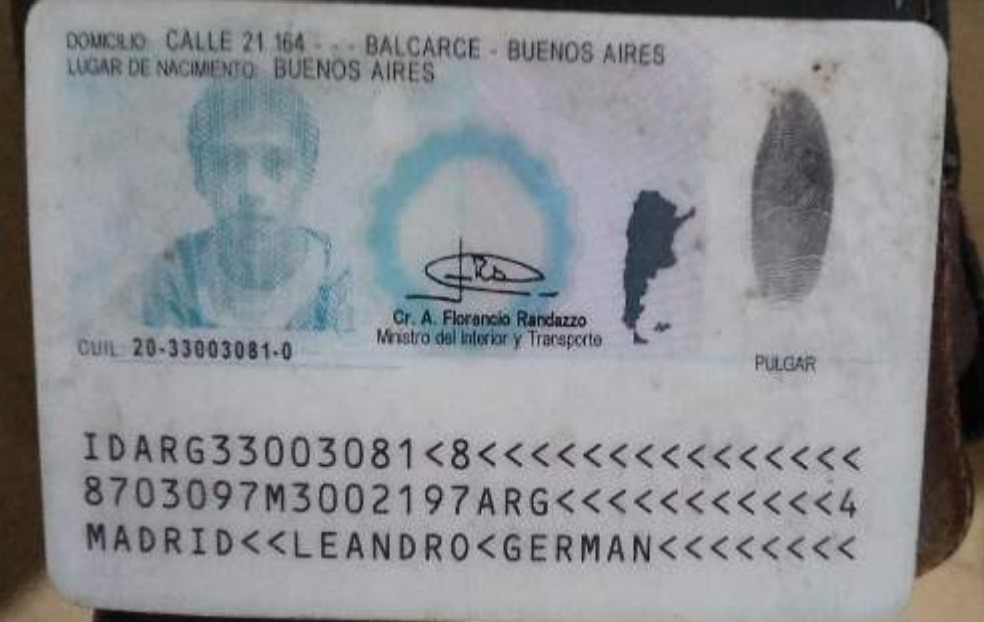 DOMICILIO: CALLE 21 164 - - - BALCARCE - BUENOS AIRES
LUGAR DE NACIMIENTO: BUENOS AIRES
Cr. A. Florencio Randazzo
Ministro del Interior y Transporte
CUIL: 20-33003081-0
PULGAR
IDARG33003081<8<<<<<<<<<<<<<<<
8703097M3002197ARG<<<<<<<<<<<4
MADRID<<LEANDRO<GERMAN<<<<<<<<